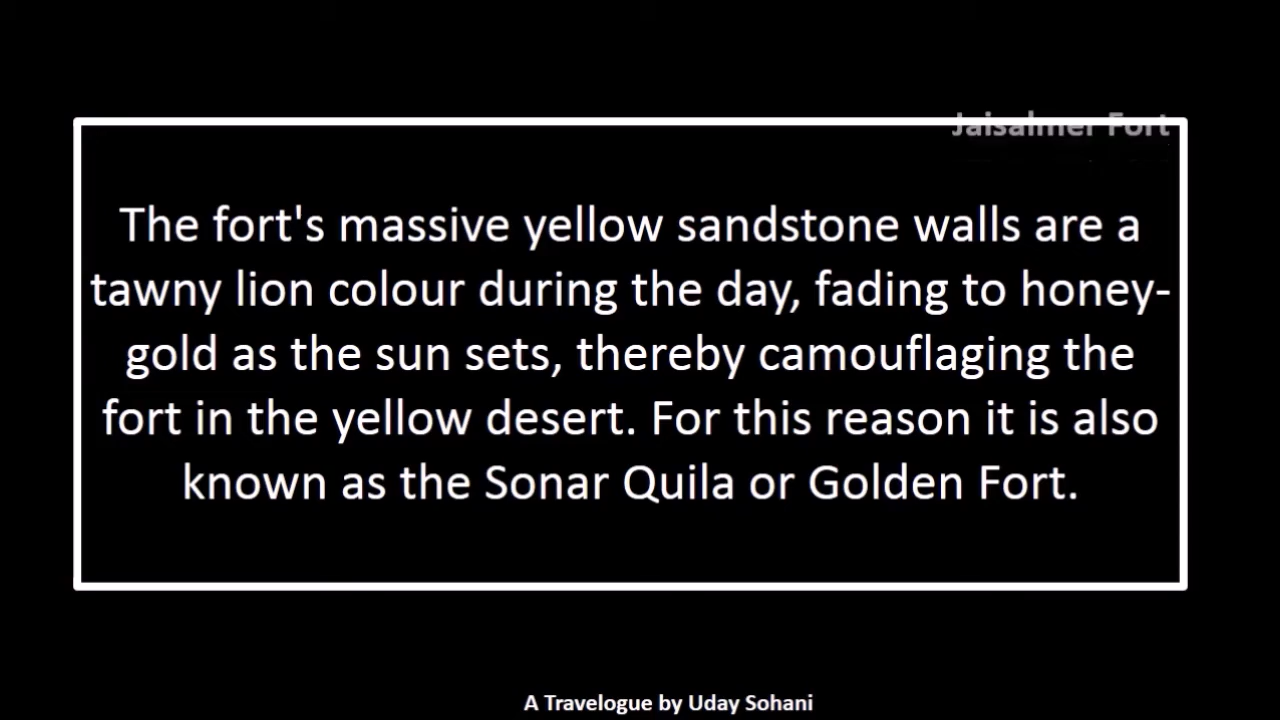 Jaisalmer Fort
The fort's massive yellow sandstone walls are a
tawny lion colour during the day, fading to honey-
gold as the sun sets, thereby camouflaging the
fort in the yellow desert. For this reason it is also
known as the Sonar Quila or Golden Fort.
A Travelogue by Uday Sohani